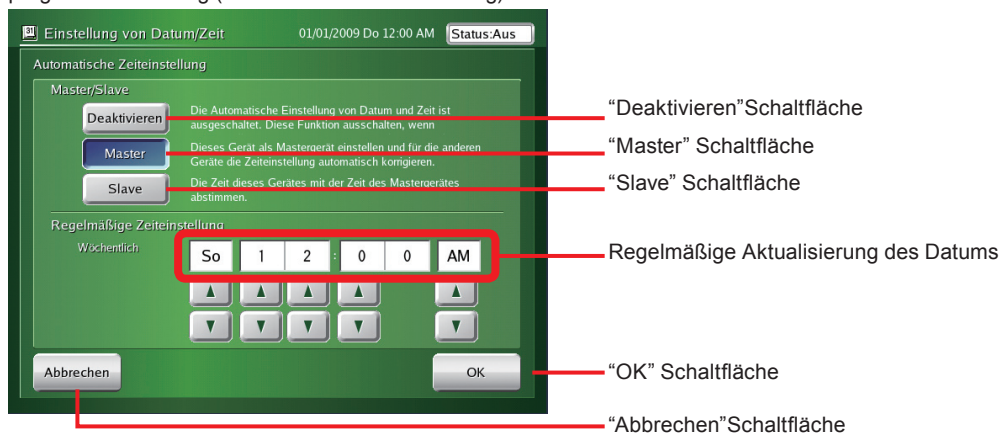 Einstellung von Datum/Zeit 01/01/2009 Do 12:00 AM Status:Aus
Automatische Zeiteinstellung
Master/Slave
Deaktivieren
Die Automatische Einstellung von Datum und Zeit ist
ausgeschaltet. Diese Funktion ausschalten, wenn
Master
Dieses Gerät als Mastergerät einstellen und für die anderen
Geräte die Zeiteinstellung automatisch korrigieren.
Slave
Die Zeit dieses Gerätes mit der Zeit des Mastergerätes
abstimmen.
Regelmäßige Zeiteinstellung
Wöchentlich
So 1 2 : 0 0 AM
Abbrechen
OK
“Deaktivieren”Schaltfläche
“Master” Schaltfläche
“Slave” Schaltfläche
Regelmäßige Aktualisierung des Datums
“OK” Schaltfläche
“Abbrechen”Schaltfläche